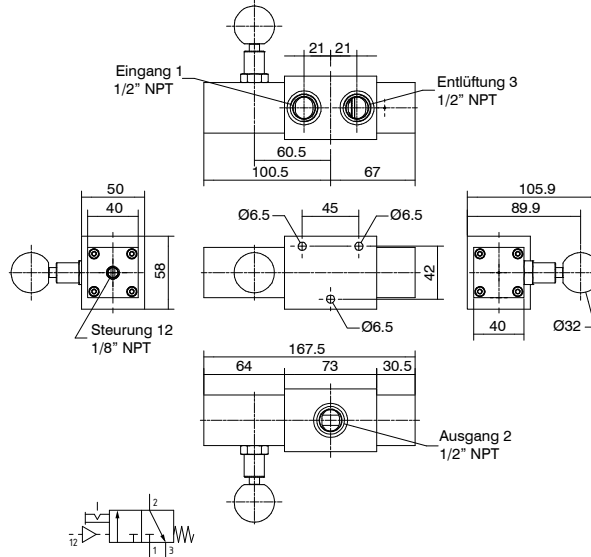 21 21
Eingang 1
1/2” NPT
Entlüftung 3
1/2” NPT
60.5
100.5 67
50
40
58
Steurung 12
1/8” NPT
45
Ø6.5 Ø6.5
42
Ø6.5
105.9
89.9
40 Ø32
167.5
64 73 30.5
Ausgang 2
1/2” NPT
2
12
1 3